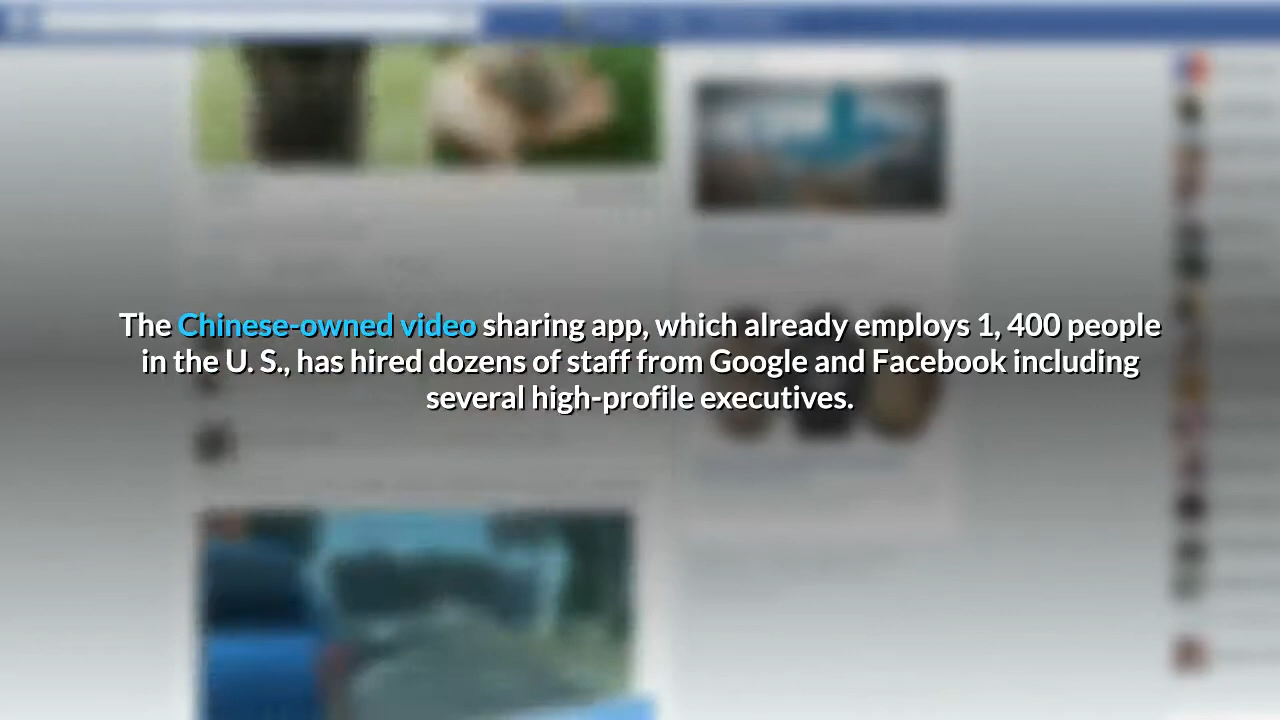 The Chinese-owned video sharing app, which already employs 1, 400 people
in the U. S., has hired dozens of staff from Google and Facebook including
several high-profile executives.